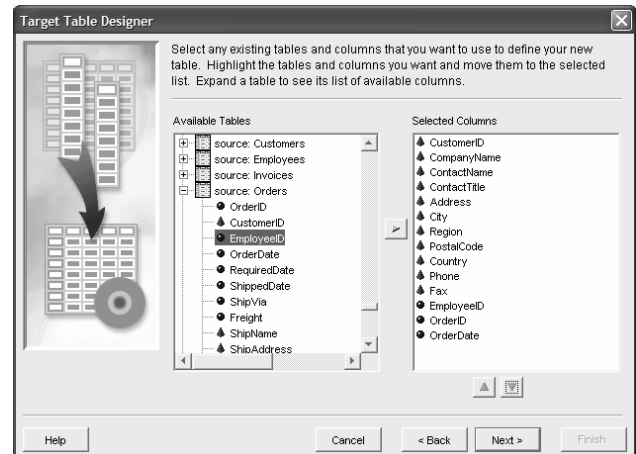 Target Table Designer
Select any existing tables and columns that you want to use to define your new
table. Highlight the tables and columns you want and move them to the selected
list. Expand a table to see its list of available columns.
Available Tables
source: Customers
source: Employees
source: Invoices
source: Orders
OrderID
CustomerID
EmployeeID
OrderDate
RequiredDate
ShippedDate
ShipVia
Freight
ShipName
ShipAddress
Selected Columns
CustomerID
CompanyName
ContactName
ContactTitle
Address
City
Region
PostalCode
Country
Phone
Fax
EmployeeID
OrderID
OrderDate
Help
Cancel
< Back
Next >
Finish